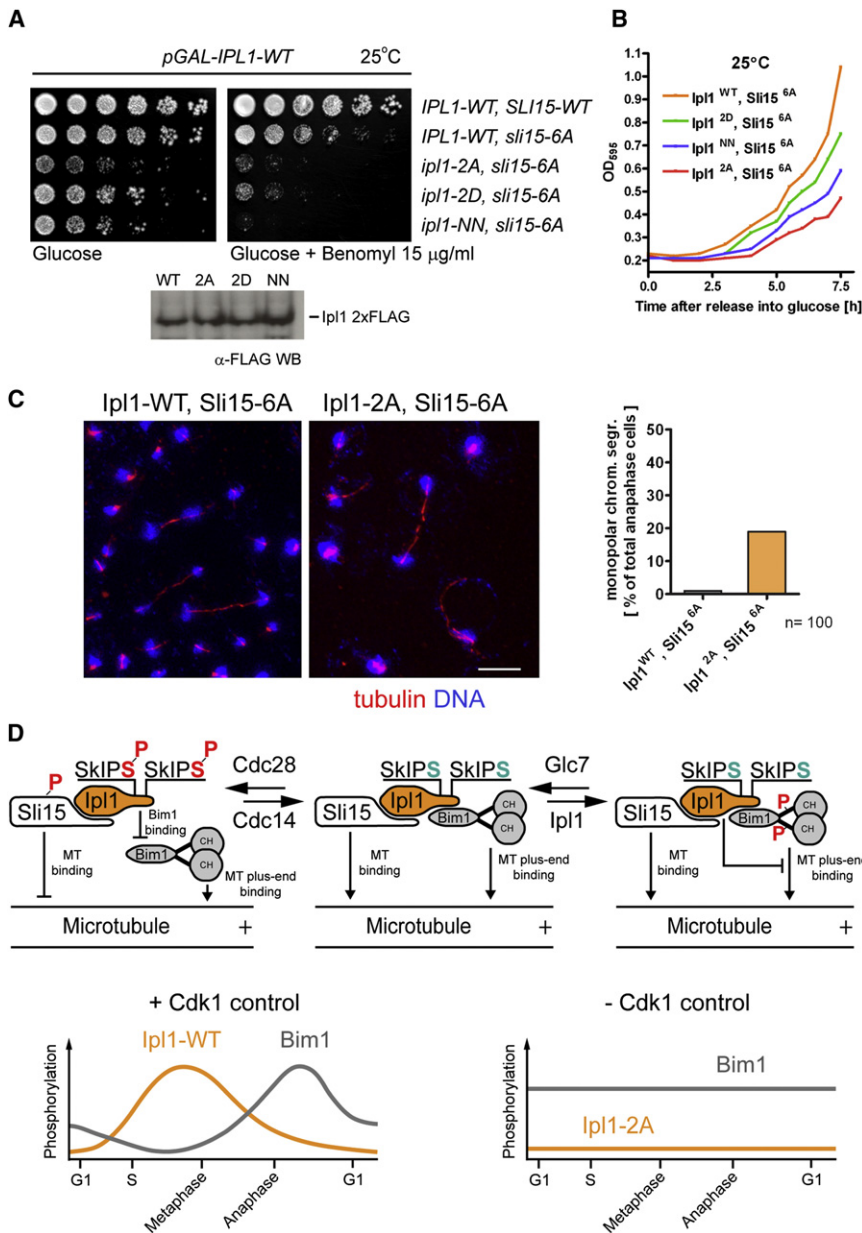 A
pGAL-IPL1-WT 25°C
IPL1-WT, SLI15-WT
IPL1-WT, sli15-6A
ipl1-2A, sli15-6A
ipl1-2D, sli15-6A
ipl1-NN, sli15-6A
Glucose
Glucose + Benomyl 15 μg/ml
WT 2A 2D NN
Ipl1 2xFLAG
α-FLAG WB
B
25°C
Ipl1 WT, Sli15 6A
Ipl1 2D, Sli15 6A
Ipl1 NN, Sli15 6A
Ipl1 2A, Sli15 6A
OD595
1.1
1.0
0.9
0.8
0.7
0.6
0.5
0.4
0.3
0.2
0.0 2.5 5.0 7.5
Time after release into glucose [h]
C
Ipl1-WT, Sli15-6A
Ipl1-2A, Sli15-6A
tubulin DNA
monopolar chrom. segr.
[ % of total anapahase cells]
50
40
30
20
10
0
Ipl1WT, Sli15 6A
Ipl1 2A, Sli15 6A
n= 100
D
P
SkIPS
P
SkIPS
P
Sli15
Ipl1
Bim1
binding
Bim1
CH
CH
MT
binding
MT plus-end
binding
Microtubule +
Cdc28
Cdc14
SkIPS SkIPS
Sli15
Ipl1
Bim1
CH
CH
MT
binding
MT plus-end
binding
Microtubule +
Glc7
Ipl1
SkIPS SkIPS
Sli15
Ipl1
P
Bim1
P
CH
CH
MT
binding
MT plus-end
binding
Microtubule +
+ Cdk1 control
Ipl1-WT
Bim1
Phosphorylation
G1 S Metaphase Anaphase G1
- Cdk1 control
Bim1
Ipl1-2A
Phosphorylation
G1 S Metaphase Anaphase G1